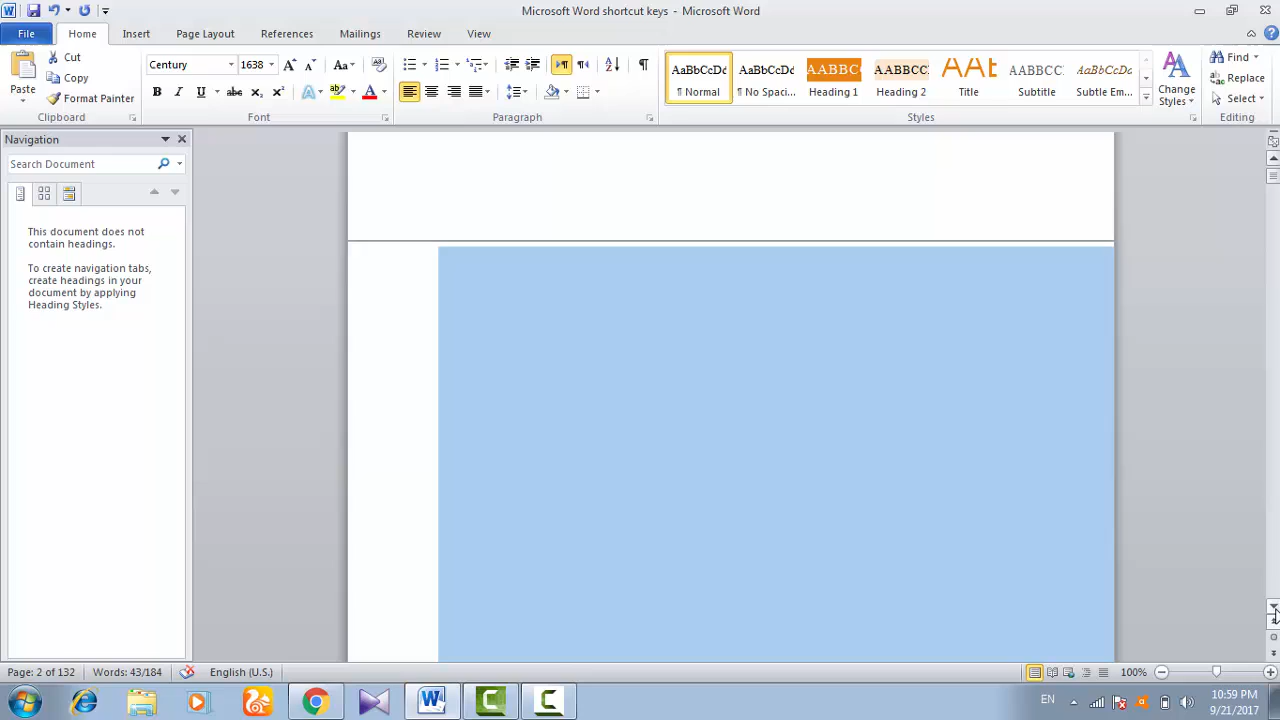 Microsoft Word shortcut keys - Microsoft Word
File Home Insert Page Layout References Mailings Review View
Paste
Cut
Copy
Format Painter
Clipboard
Century 1638
Font
Paragraph
AaBbCcDc AaBbCcDd AABBC AABBCC AAt AABBCC AABBCCDL
¶ Normal ¶ No Spaci... Heading 1 Heading 2 Title Subtitle Subtle Em...
Change Styles
Styles
Find
Replace
Select
Editing
Navigation
Search Document
This document does not
contain headings.
To create navigation tabs,
create headings in your
document by applying
Heading Styles.
Page: 2 of 132 Words: 43/184 English (U.S.) 100%
EN
10:59 PM
9/21/2017